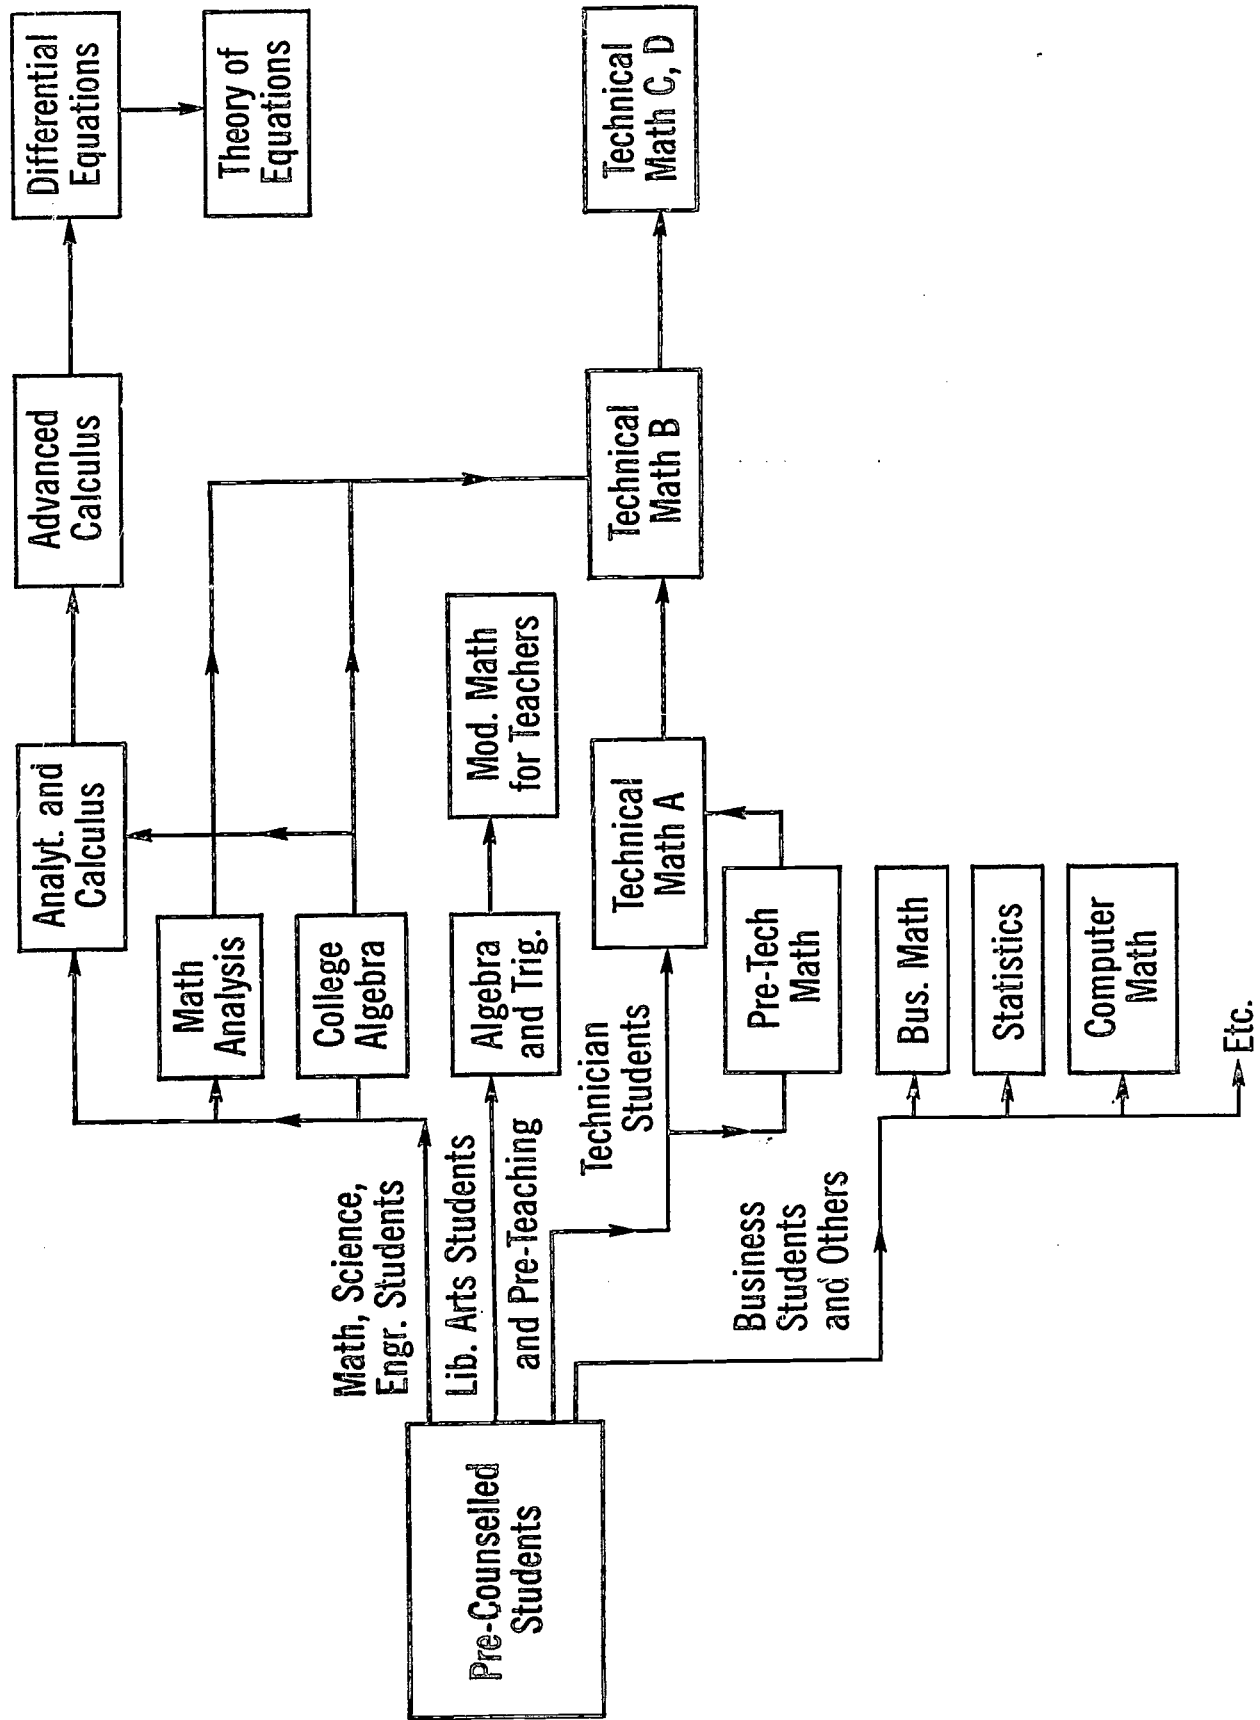 Pre-Counselled
Students
Math, Science,
Engr. Students
Lib. Arts Students
and Pre-Teaching
Technician
Students
Business
Students
and Others
Analyt. and
Calculus
Advanced
Calculus
Differential
Equations
Theory of
Equations
Math
Analysis
College
Algebra
Algebra
and Trig.
Mod. Math
for Teachers
Technical
Math A
Technical
Math B
Technical
Math C, D
Pre-Tech
Math
Bus. Math
Statistics
Computer
Math
Etc.